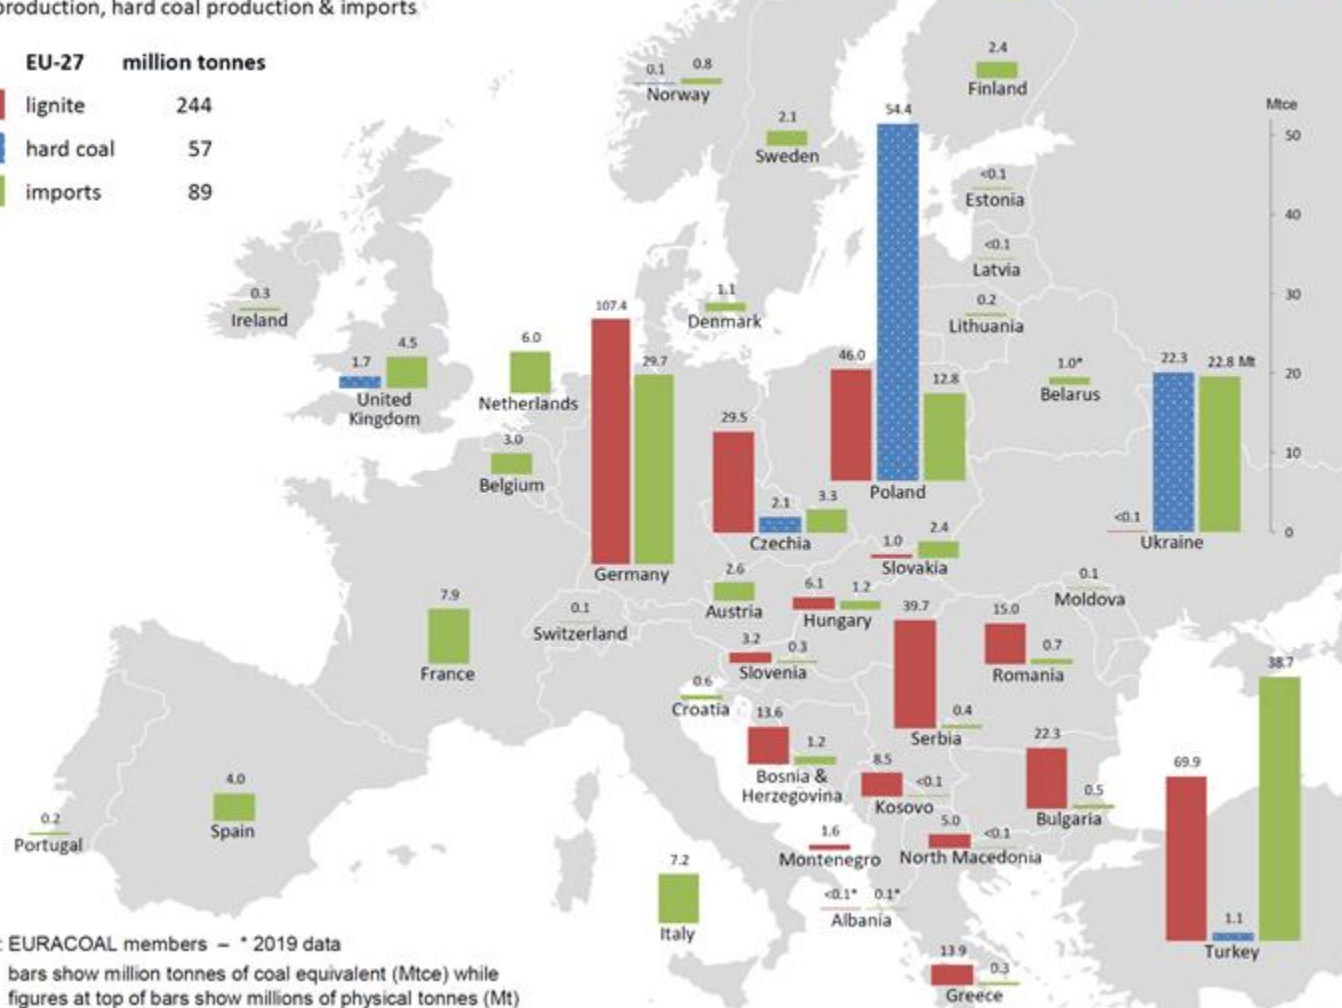 production, hard coal production & imports
EU-27 million tonnes
lignite 244
hard coal 57
imports 89
0.1 0.8
Norway
2.4
Finland
2.1
Sweden
54.4
Mtce
50
40
30
20
10
0
<0.1
Estonia
<0.1
Latvia
0.2
Lithuania
0.3
Ireland
1.7 4.5
United
Kingdom
6.0
Netherlands
3.0
Belgium
107.4
29.7
Germany
1.1
Denmark
46.0
12.8
Poland
1.0*
Belarus
22.3 22.8 Mt
<0.1
Ukraine
29.5
2.1 3.3
Czechia
1.0 2.4
Slovakia
2.6
Austria
6.1 1.2
Hungary
0.1
Moldova
7.9
France
0.1
Switzerland
3.2 0.3
Slovenia
39.7
0.4
Serbia
15.0
0.7
Romania
0.6
Croatia
13.6
1.2
Bosnia &
Herzegovina
8.5 <0.1
Kosovo
22.3
0.5
Bulgaria
38.7
69.9
1.1
Turkey
4.0
Spain
0.2
Portugal
1.6
Montenegro
5.0 <0.1
North Macedonia
7.2
Italy
<0.1* 0.1*
Albania
13.9 0.3
Greece
: EURACOAL members – * 2019 data
bars show million tonnes of coal equivalent (Mtce) while
figures at top of bars show millions of physical tonnes (Mt)